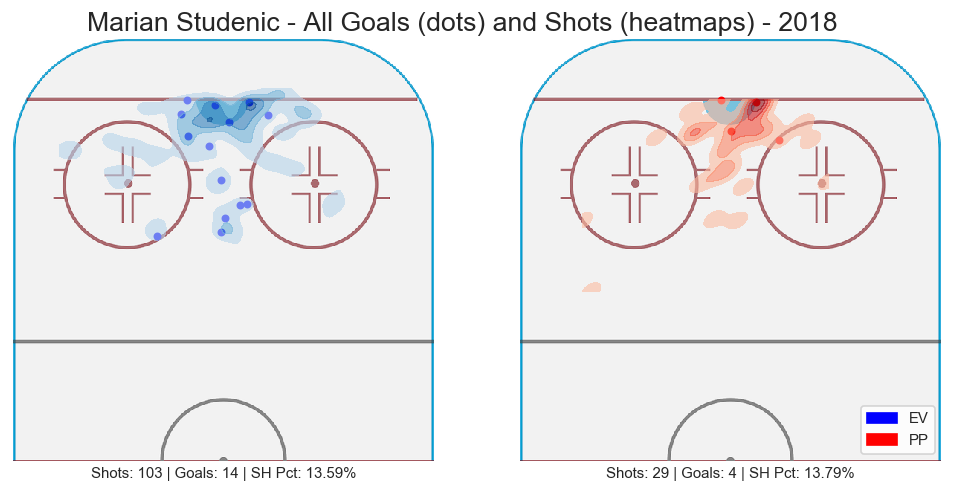 Marian Studenic - All Goals (dots) and Shots (heatmaps) - 2018
EV
PP
Shots: 103 | Goals: 14 | SH Pct: 13.59%
Shots: 29 | Goals: 4 | SH Pct: 13.79%